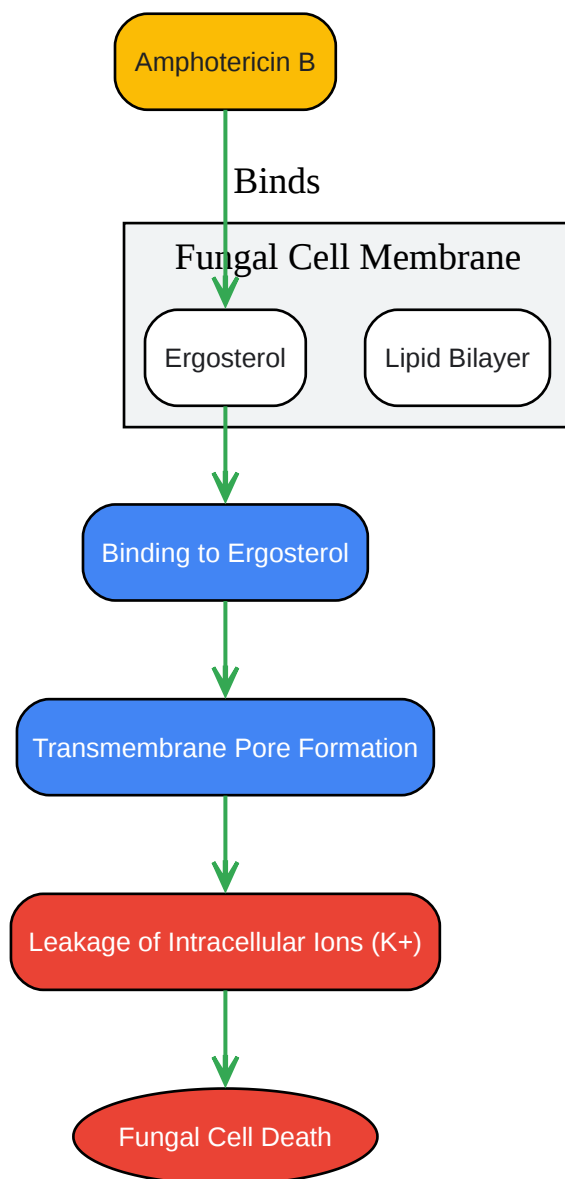 Amphotericin B
Binds
Fungal Cell Membrane
Ergosterol
Lipid Bilayer
Binding to Ergosterol
Transmembrane Pore Formation
Leakage of Intracellular Ions (K+)
Fungal Cell Death